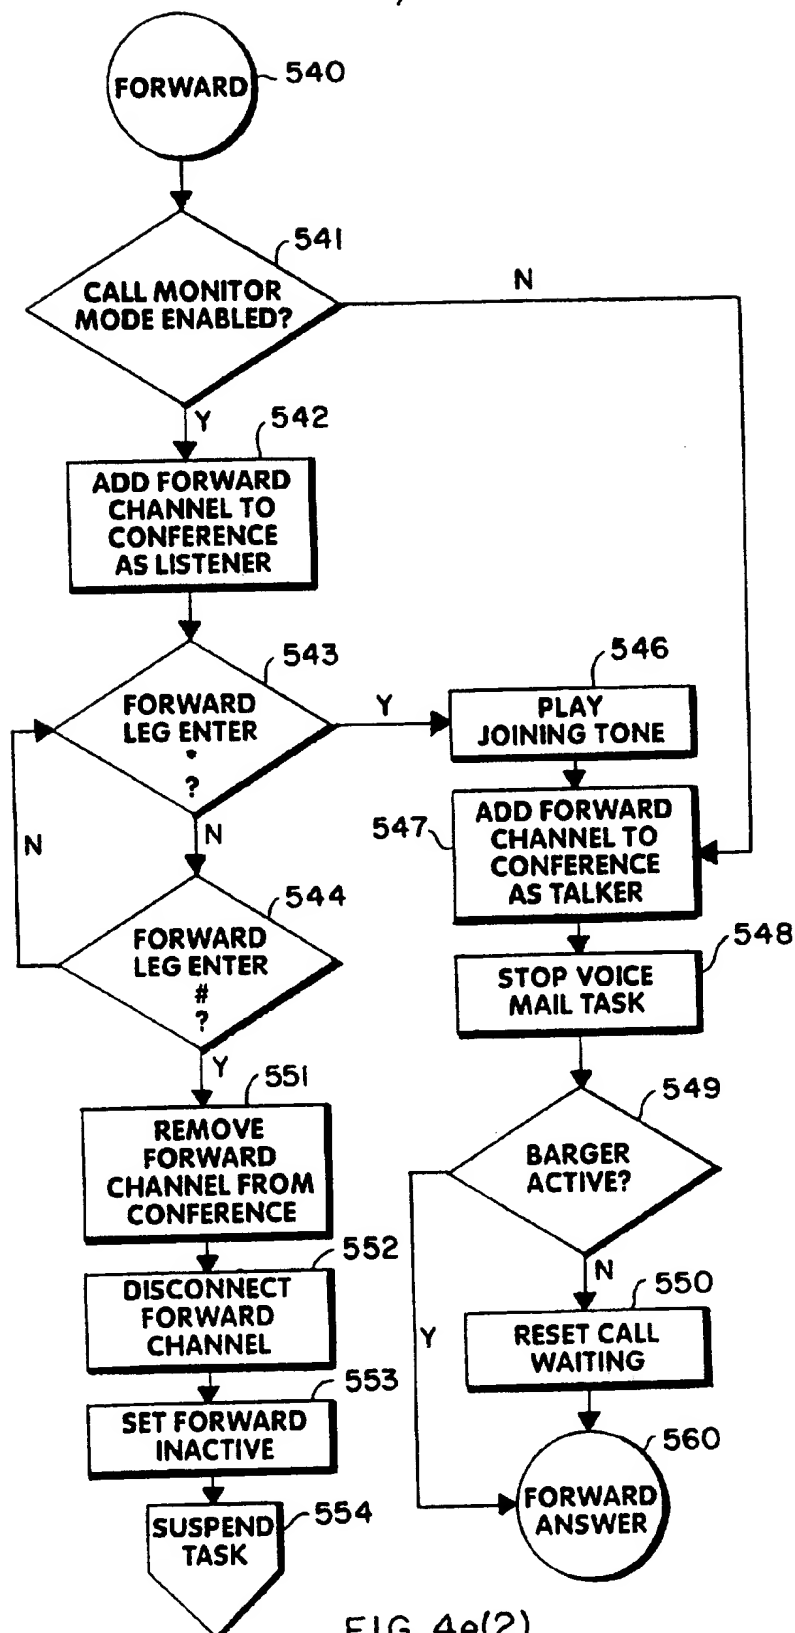 FORWARD
540
541
CALL MONITOR
MODE ENABLED?
N
Y
542
ADD FORWARD
CHANNEL TO
CONFERENCE
AS LISTENER
543
FORWARD
LEG ENTER
*
?
Y
546
PLAY
JOINING TONE
N
N
547
ADD FORWARD
CHANNEL TO
CONFERENCE
AS TALKER
544
FORWARD
LEG ENTER
#
?
Y
548
STOP VOICE
MAIL TASK
551
REMOVE
FORWARD
CHANNEL FROM
CONFERENCE
549
BARGER
ACTIVE?
N
Y
552
DISCONNECT
FORWARD
CHANNEL
550
RESET CALL
WAITING
553
SET FORWARD
INACTIVE
560
FORWARD
ANSWER
SUSPEND
TASK
554
FIG. 4e(2)